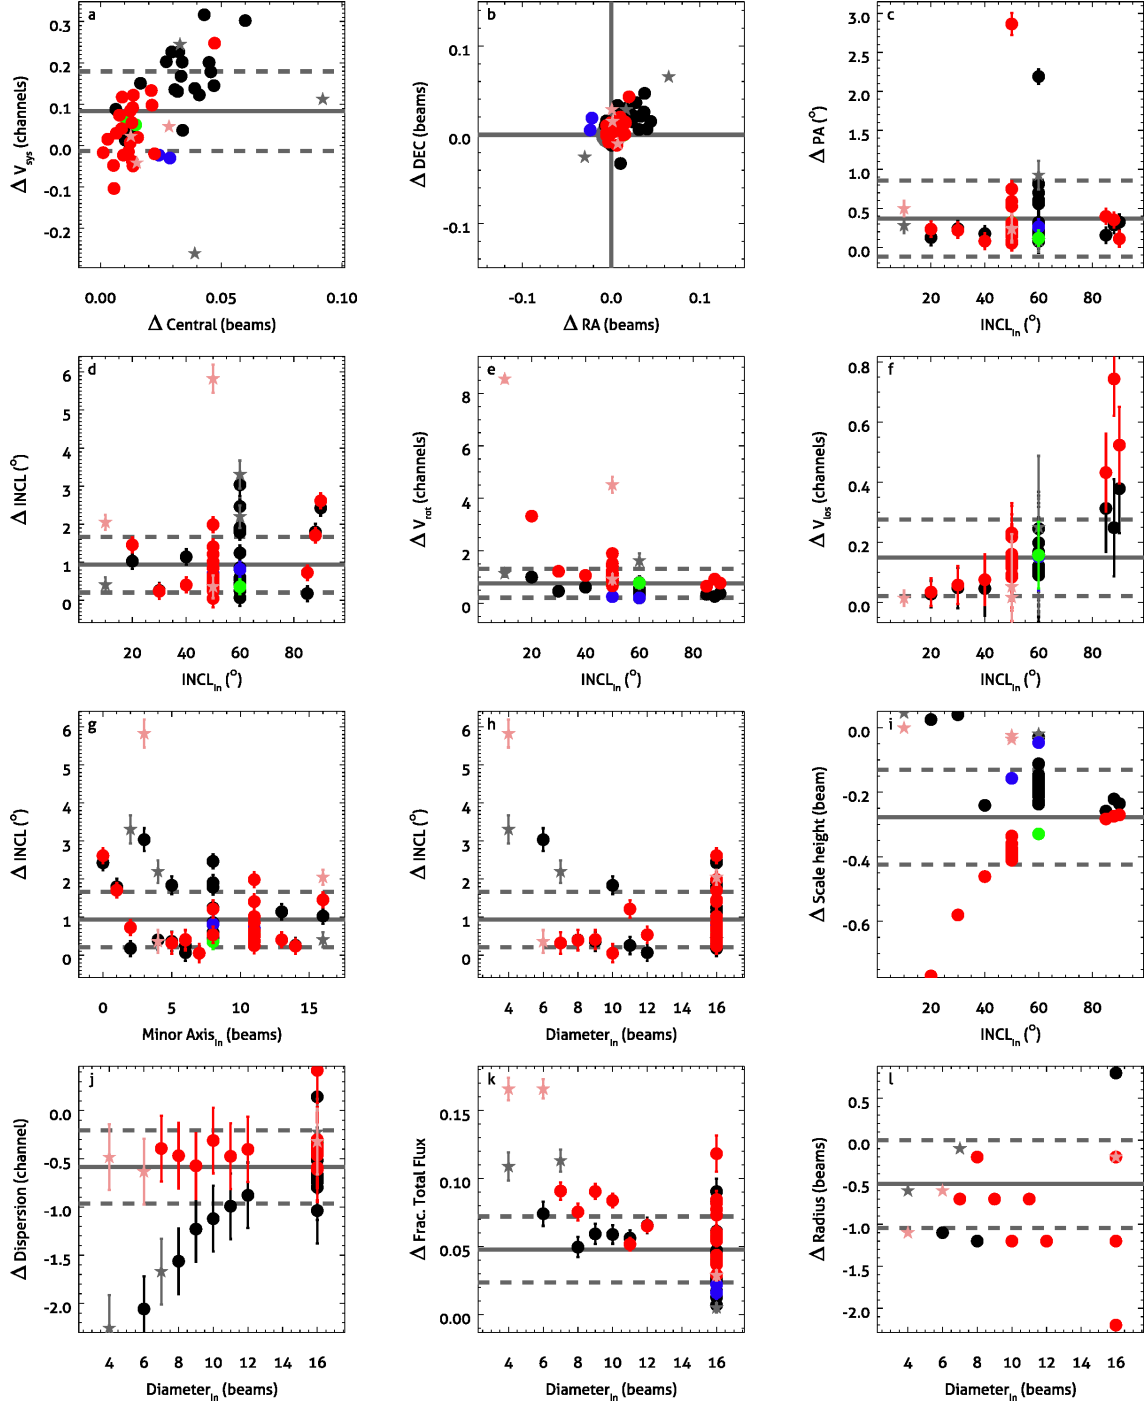 a
0.3
0.2
0.1
0.0
-0.1
-0.2
Δ V_sys (channels)
0.00 0.05 0.10
Δ Central (beams)
b
0.1
0.0
-0.1
Δ DEC (beams)
-0.1 0.0 0.1
Δ RA (beams)
c
3.0
2.5
2.0
1.5
1.0
0.5
0.0
Δ PA (°)
20 40 60 80
INCL_In (°)
d
6
5
4
3
2
1
0
Δ INCL (°)
20 40 60 80
INCL_In (°)
e
8
6
4
2
0
Δ V_rot (channels)
20 40 60 80
INCL_In (°)
f
0.8
0.6
0.4
0.2
0.0
Δ V_los (channels)
20 40 60 80
INCL_In (°)
g
6
5
4
3
2
1
0
Δ INCL (°)
0 5 10 15
Minor Axis_In (beams)
h
6
5
4
3
2
1
0
Δ INCL (°)
4 6 8 10 12 14 16
Diameter_In (beams)
i
0.0
-0.2
-0.4
-0.6
Δ Scale height (beam)
20 40 60 80
INCL_In (°)
j
0.0
-0.5
-1.0
-1.5
-2.0
Δ Dispersion (channel)
4 6 8 10 12 14 16
Diameter_In (beams)
k
0.15
0.10
0.05
0.00
Δ Frac. Total Flux
4 6 8 10 12 14 16
Diameter_In (beams)
l
0.5
0.0
-0.5
-1.0
-1.5
-2.0
Δ Radius (beams)
4 6 8 10 12 14 16
Diameter_In (beams)